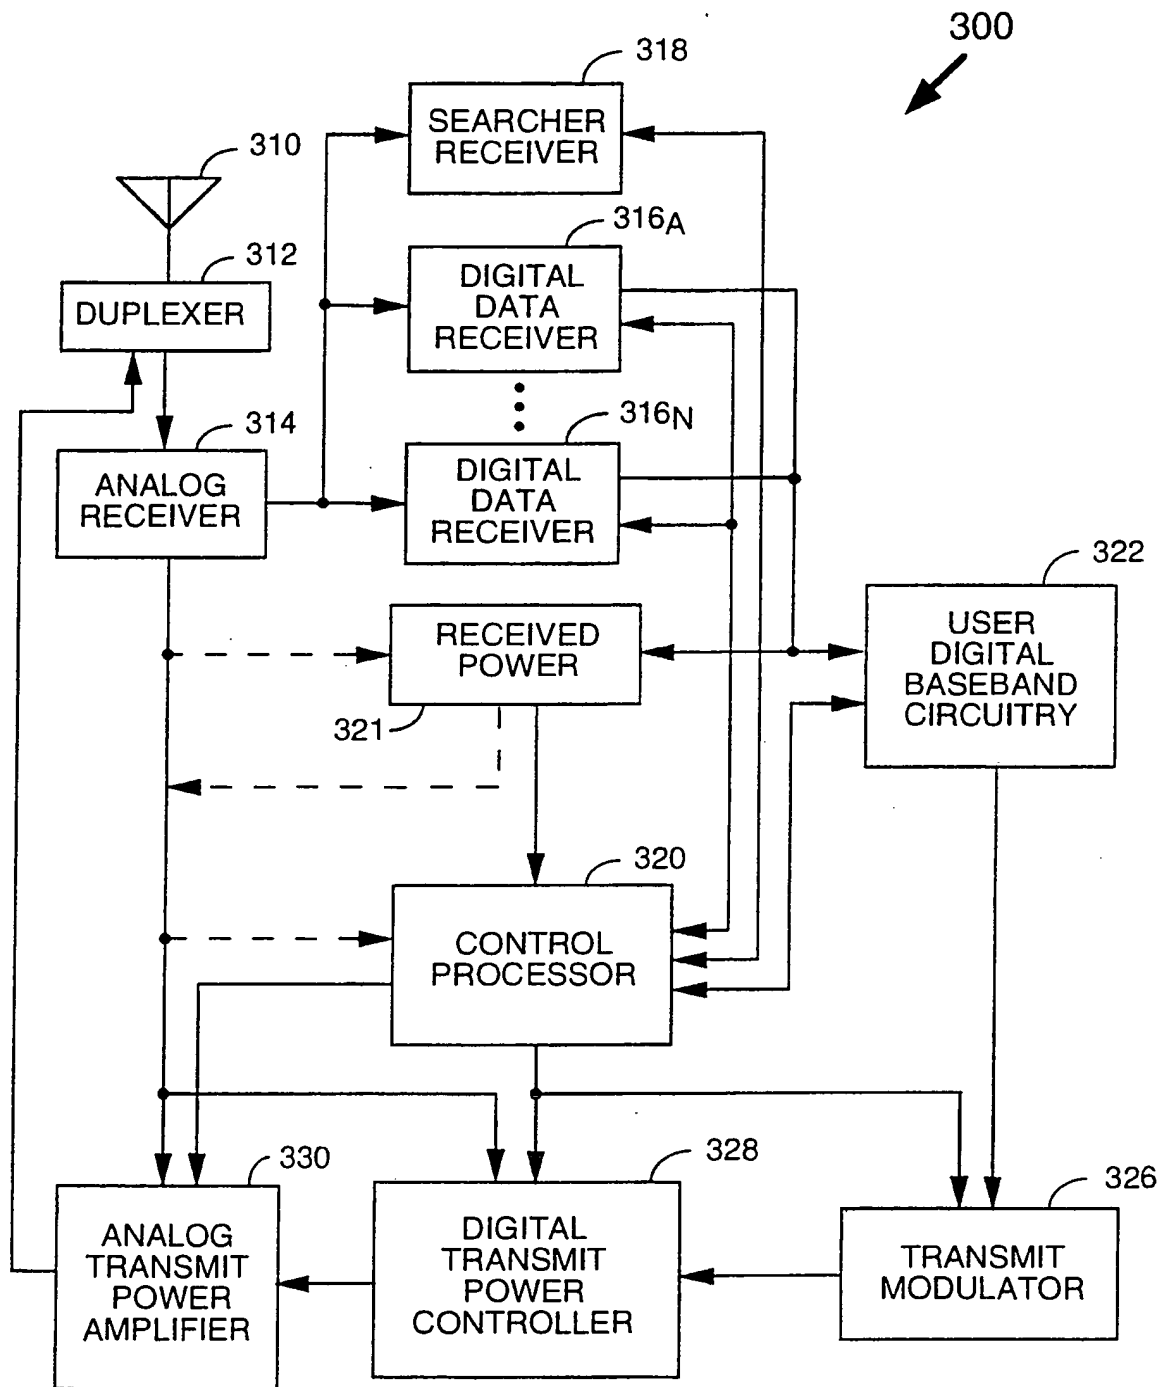 300
318
SEARCHER
RECEIVER
310
316A
312
DIGITAL
DATA
RECEIVER
DUPLEXER
314
316N
ANALOG
RECEIVER
DIGITAL
DATA
RECEIVER
322
RECEIVED
POWER
USER
DIGITAL
BASEBAND
CIRCUITRY
321
320
CONTROL
PROCESSOR
330
328
326
ANALOG
TRANSMIT
POWER
AMPLIFIER
DIGITAL
TRANSMIT
POWER
CONTROLLER
TRANSMIT
MODULATOR